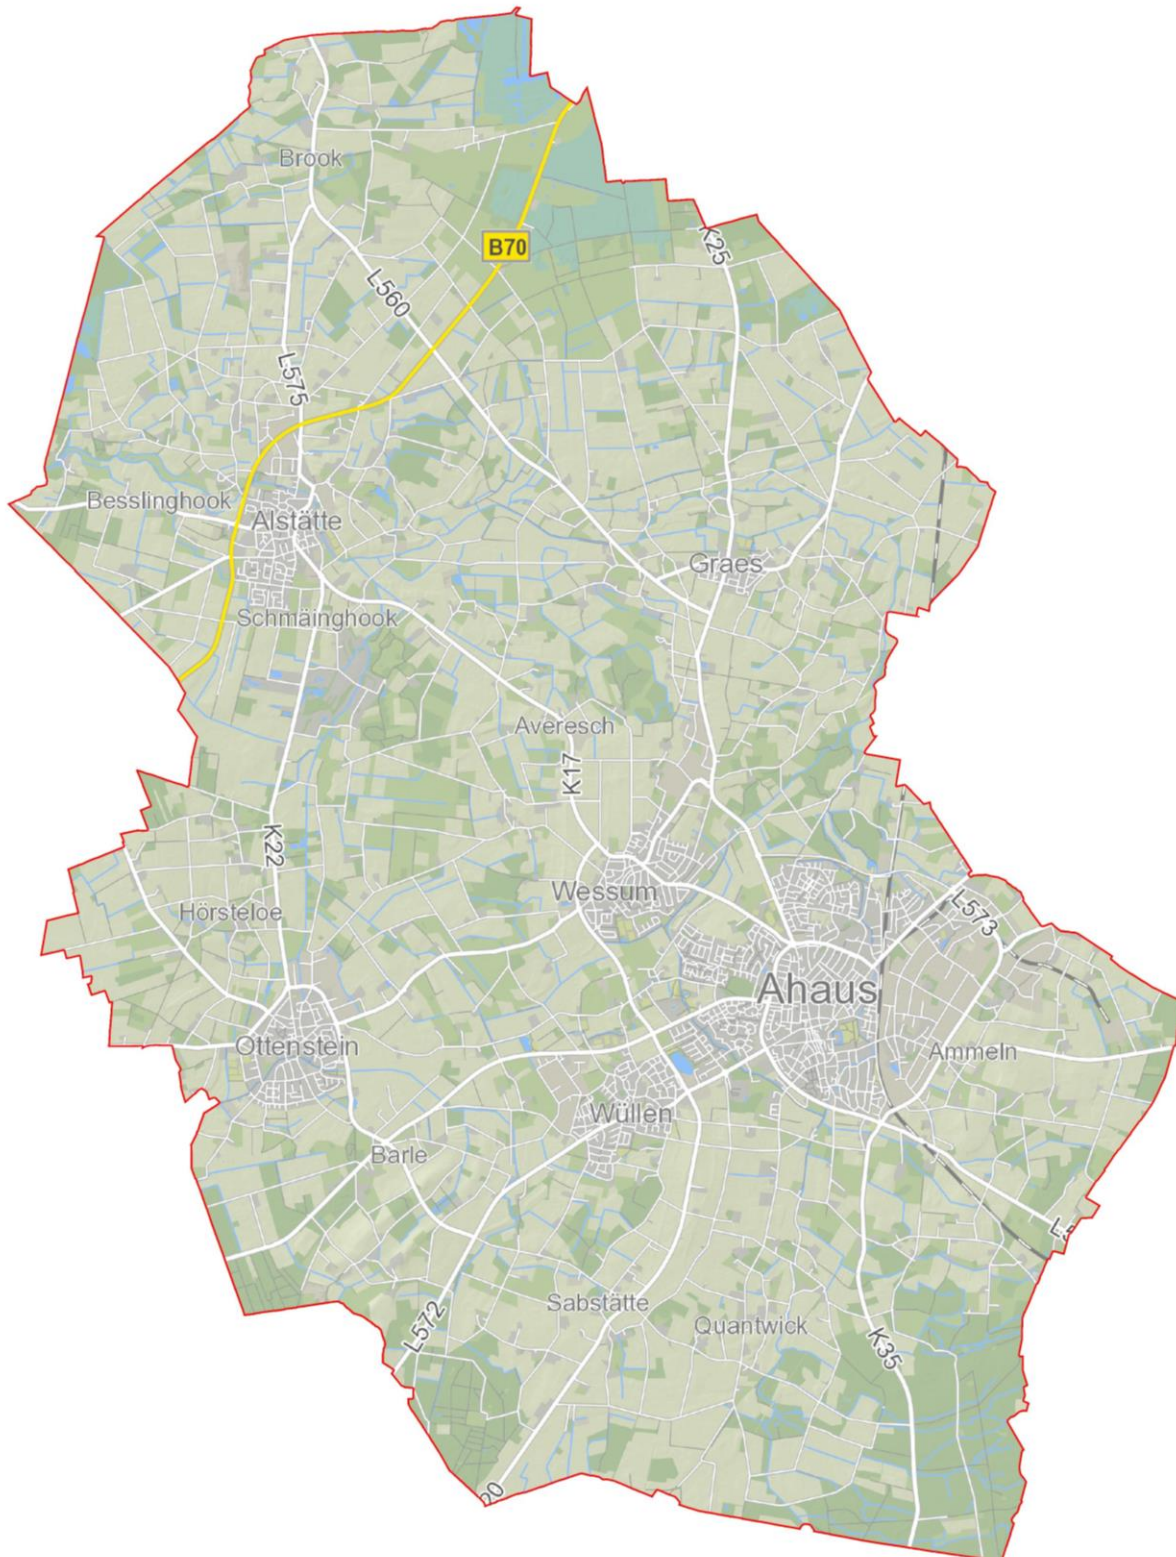 Brook
K25
B70
L560
L575
Besslinghook
Alstätte
Graes
Schmäinghook
Averesch
K17
K22
Wessum
Hörsteloe
L573
Ahaus
Ottenstein
Ammeln
Wüllen
Barle
Sabstätte
L572
Quantwick
K35